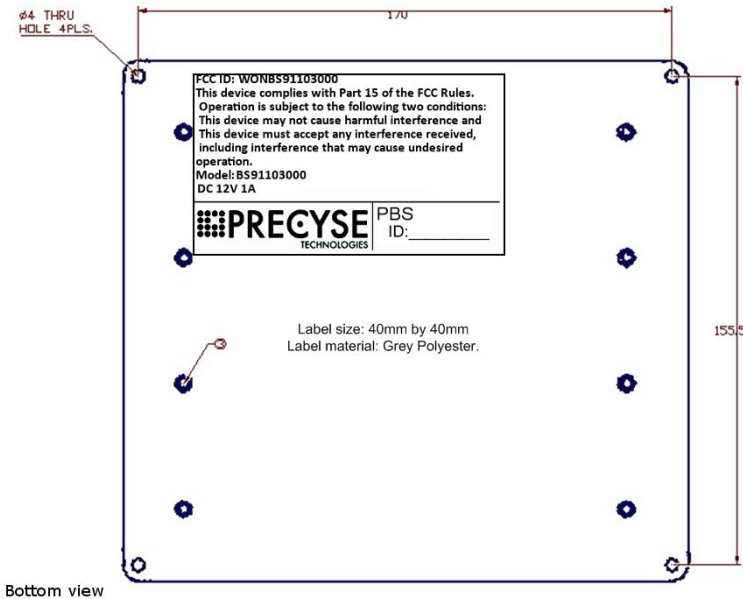 ø4 THRU
HOLE 4PLS.
170
FCC ID: WONBS91103000
This device complies with Part 15 of the FCC Rules.
Operation is subject to the following two conditions:
This device may not cause harmful interference and
This device must accept any interference received,
including interference that may cause undesired
operation.
Model: BS91103000
DC 12V 1A
PRECYSE
TECHNOLOGIES
PBS
ID:__________
155.5
3
Label size: 40mm by 40mm
Label material: Grey Polyester.
Bottom view